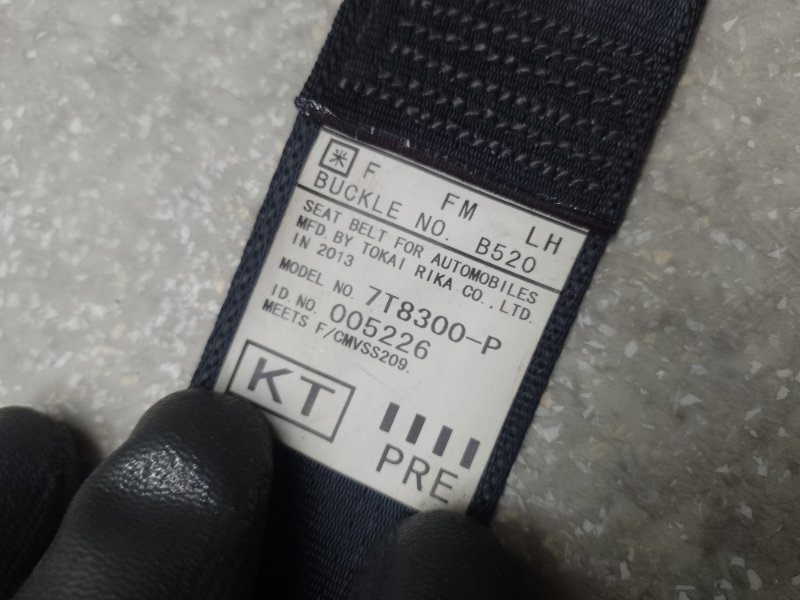 米 F FM LH
BUCKLE NO. B520
SEAT BELT FOR AUTOMOBILES
MFD. BY TOKAI RIKA CO., LTD.
IN 2013
MODEL NO. 7T8300-P
ID. NO. 005226
MEETS F/CMVSS209.
KT
PRE